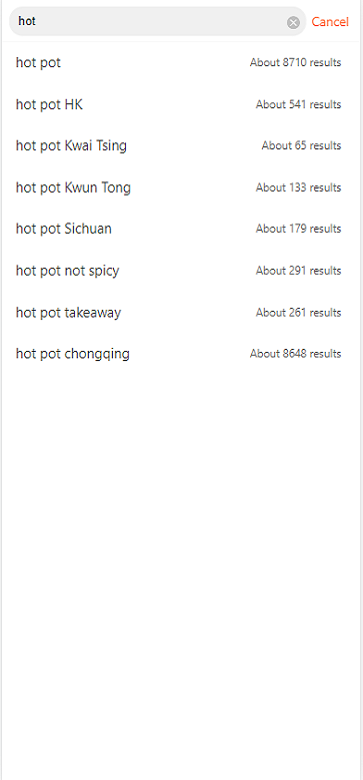 hot Cancel
hot pot About 8710 results
hot pot HK About 541 results
hot pot Kwai Tsing About 65 results
hot pot Kwun Tong About 133 results
hot pot Sichuan About 179 results
hot pot not spicy About 291 results
hot pot takeaway About 261 results
hot pot chongqing About 8648 results